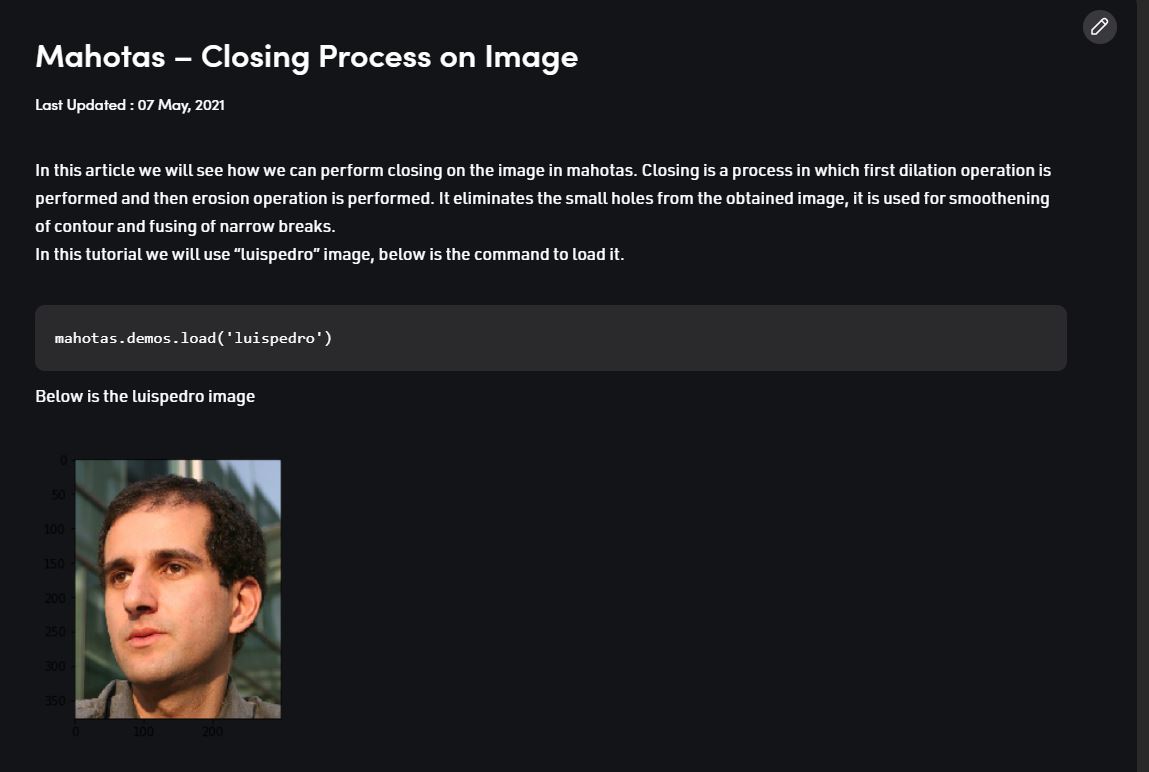 Mahotas – Closing Process on Image
Last Updated : 07 May, 2021
In this article we will see how we can perform closing on the image in mahotas. Closing is a process in which first dilation operation is
performed and then erosion operation is performed. It eliminates the small holes from the obtained image, it is used for smoothening
of contour and fusing of narrow breaks.
In this tutorial we will use “luispedro” image, below is the command to load it.
mahotas.demos.load('luispedro')
Below is the luispedro image
0
50
100
150
200
250
300
350
0 100 200